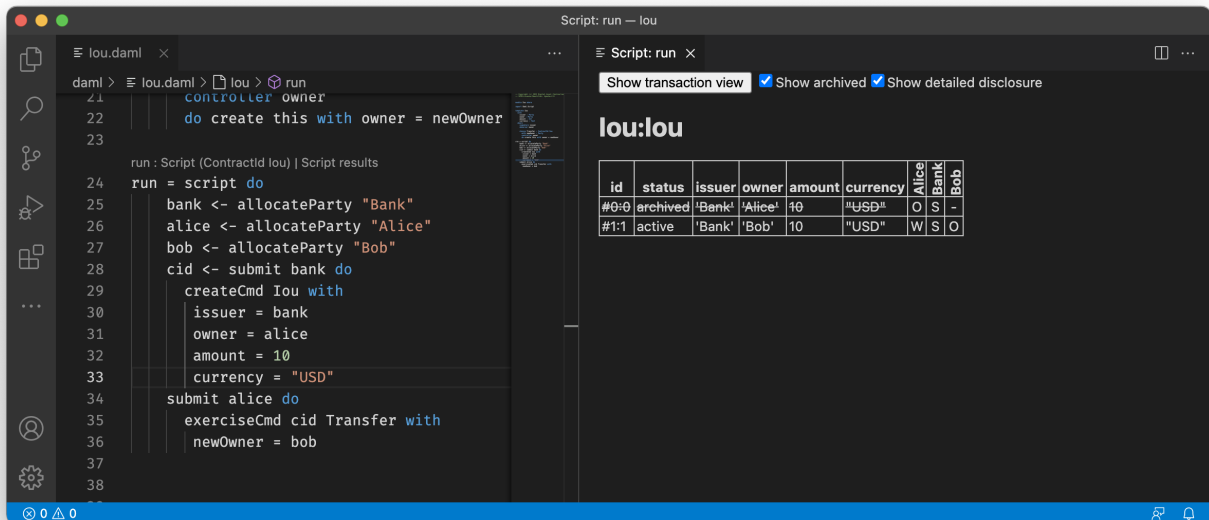 Script: run — Iou
Iou.daml
daml > Iou.daml > Iou > run
21 controller owner
22 do create this with owner = newOwner
23
run : Script (ContractId Iou) | Script results
24 run = script do
25 bank <- allocateParty "Bank"
26 alice <- allocateParty "Alice"
27 bob <- allocateParty "Bob"
28 cid <- submit bank do
29 createCmd Iou with
30 issuer = bank
31 owner = alice
32 amount = 10
33 currency = "USD"
34 submit alice do
35 exerciseCmd cid Transfer with
36 newOwner = bob
37
38
Script: run
Show transaction view Show archived Show detailed disclosure
Iou:Iou
id status issuer owner amount currency Alice Bank Bob
#0:0 archived 'Bank' 'Alice' 10 "USD" O S -
#1:1 active 'Bank' 'Bob' 10 "USD" W S O
0 0